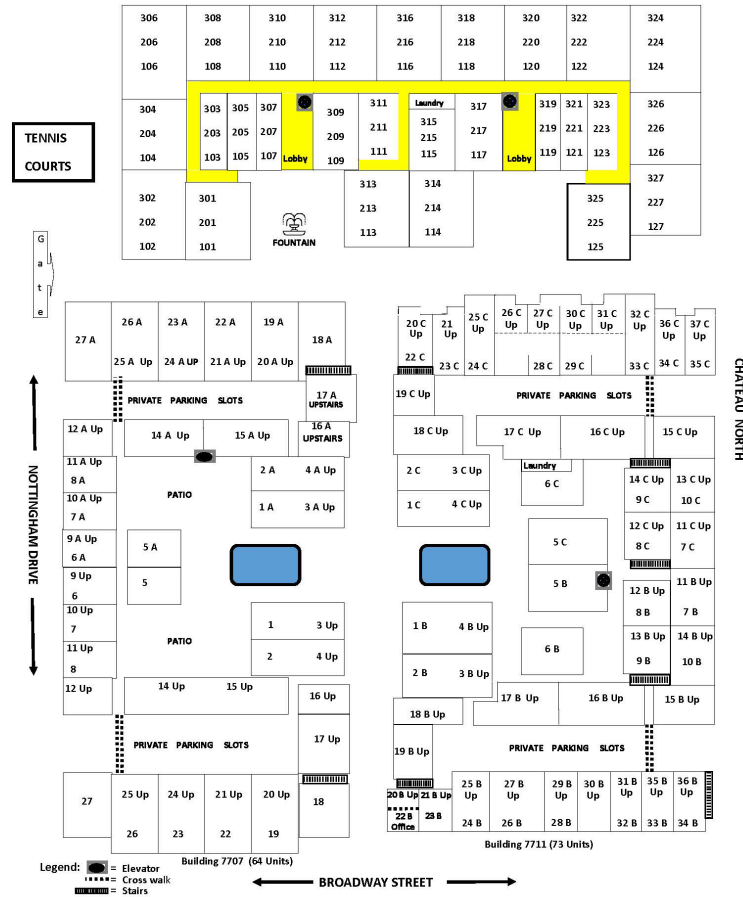 306 308 310 312 316 318 320 322 324
206 208 210 212 216 218 220 222 224
106 108 110 112 116 118 120 122 124
304 303 305 307 309 311 Laundry 317 319 321 323 326
204 203 205 207 209 211 315 217 219 221 223 226
104 103 105 107 Lobby 109 111 215 117 Lobby 119 121 123 126
115
TENNIS
COURTS
302 301 313 314 325 327
202 201 213 214 225 227
102 101 113 114 125 127
FOUNTAIN
Gate
27 A 26 A 23 A 22 A 19 A 18 A
25 A Up 24 A UP 21 A Up 20 A Up
20 C Up 21 Up 25 C Up 26 C Up 27 C Up 30 C Up 31 C Up 32 C Up 36 C Up 37 C Up
22 C 23 C 24 C 28 C 29 C 33 C 34 C 35 C
PRIVATE PARKING SLOTS
17 A
UPSTAIRS
19 C Up
PRIVATE PARKING SLOTS
CHATEAU NORTH
12 A Up 14 A Up 15 A Up
16 A
UPSTAIRS
18 C Up 17 C Up 16 C Up 15 C Up
11 A Up
8 A
2 A 4 A Up
2 C 3 C Up
Laundry
6 C
14 C Up 13 C Up
9 C 10 C
10 A Up
7 A
PATIO
1 A 3 A Up
1 C 4 C Up
12 C Up 11 C Up
8 C 7 C
NOTTINGHAM DRIVE
9 A Up
6 A
5 A
5 C
9 Up
6
5
5 B
12 B Up 11 B Up
8 B 7 B
10 Up
7
1 3 Up
1 B 4 B Up
PATIO
6 B
13 B Up 14 B Up
9 B 10 B
11 Up
8
2 4 Up
2 B 3 B Up
12 Up 14 Up 15 Up 16 Up
18 B Up 17 B Up 16 B Up 15 B Up
PRIVATE PARKING SLOTS
17 Up
19 B Up
PRIVATE PARKING SLOTS
27 25 Up 24 Up 21 Up 20 Up 18
26 23 22 19
20 B Up 21 B Up 25 B Up 27 B Up 29 B Up 30 B Up 31 B Up 35 B Up 36 B Up
22 B Office 23 B 24 B 26 B 28 B 32 B 33 B 34 B
Building 7707 (64 Units)
Building 7711 (73 Units)
Legend: = Elevator
= Cross walk
= Stairs
BROADWAY STREET